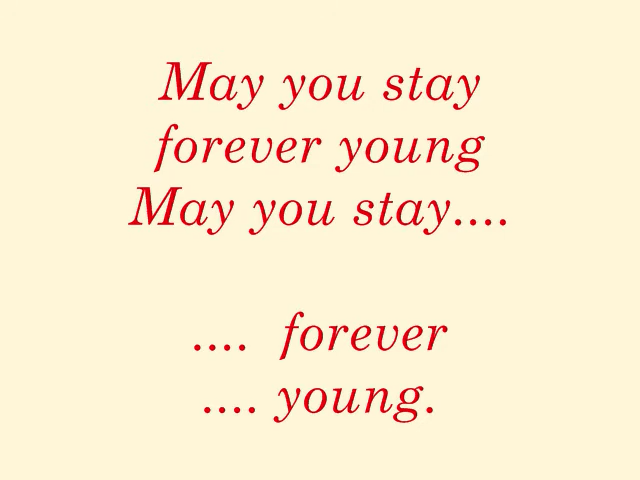 May you stay
forever young
May you stay....
.... forever
.... young.